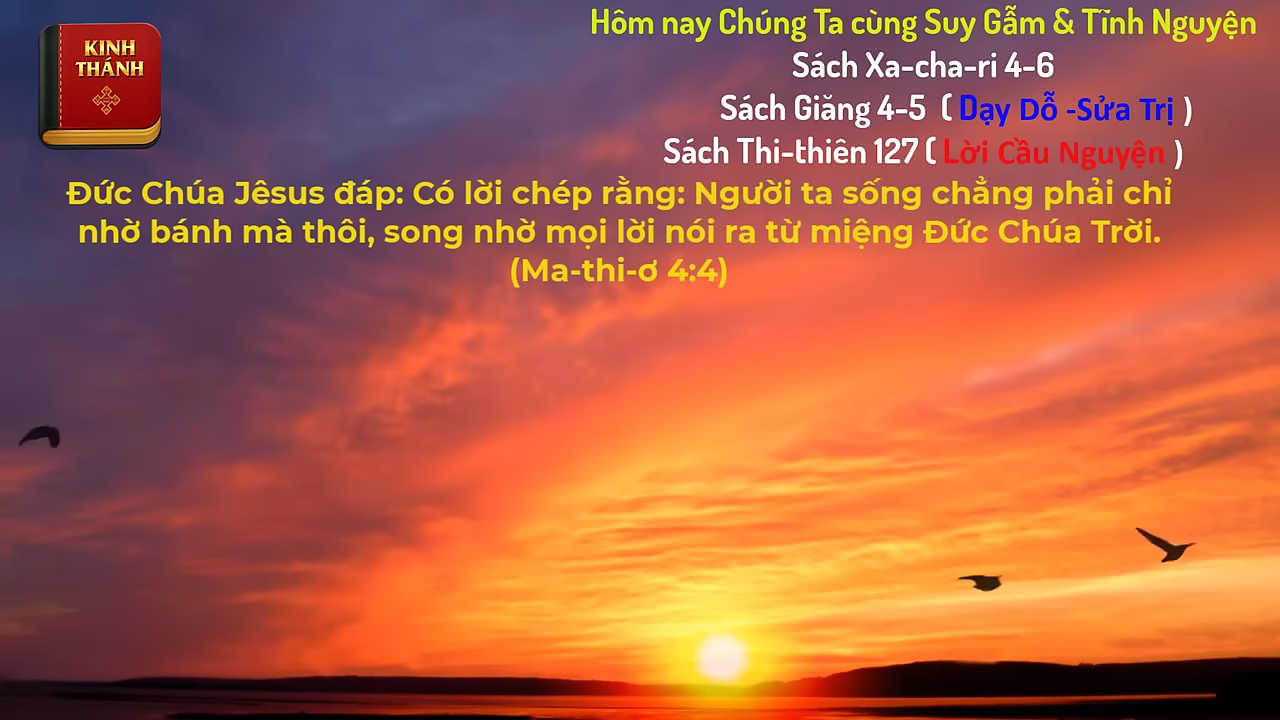 KINH
THÁNH
Hôm nay Chúng Ta cùng Suy Gẫm & Tĩnh Nguyện
Sách Xa-cha-ri 4-6
Sách Giăng 4-5 ( Dạy Dỗ -Sửa Trị )
Sách Thi-thiên 127 ( Lời Cầu Nguyện )
Đức Chúa Jêsus đáp: Có lời chép rằng: Người ta sống chẳng phải chỉ
nhờ bánh mà thôi, song nhờ mọi lời nói ra từ miệng Đức Chúa Trời.
(Ma-thi-ơ 4:4)